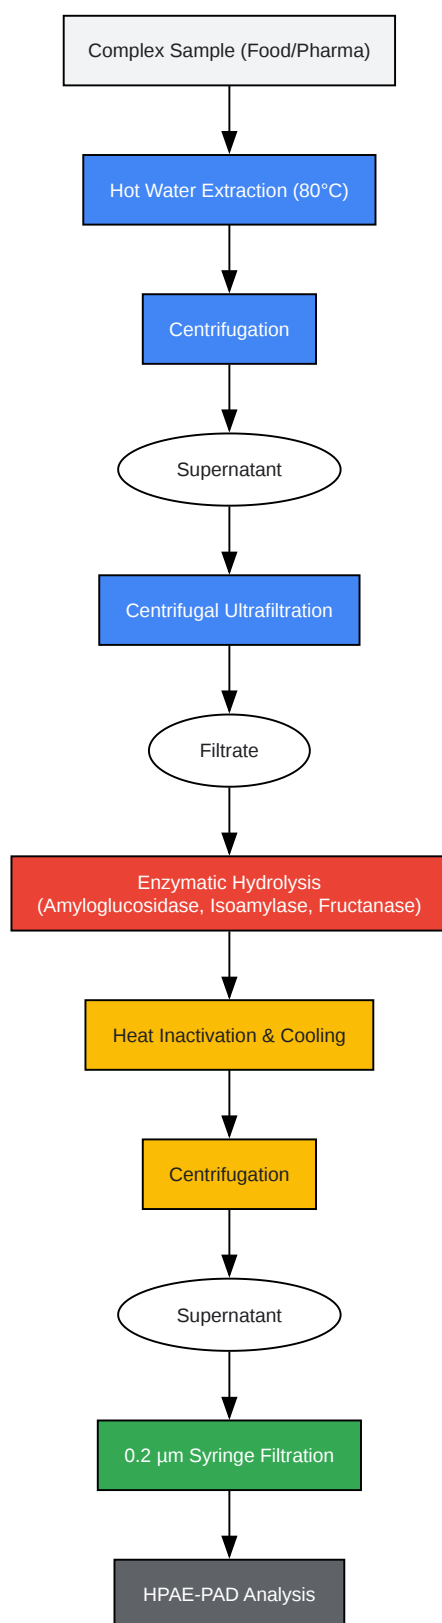 Complex Sample (Food/Pharma)
Hot Water Extraction (80°C)
Centrifugation
Supernatant
Centrifugal Ultrafiltration
Filtrate
Enzymatic Hydrolysis
(Amyloglucosidase, Isoamylase, Fructanase)
Heat Inactivation & Cooling
Centrifugation
Supernatant
0.2 µm Syringe Filtration
HPAE-PAD Analysis